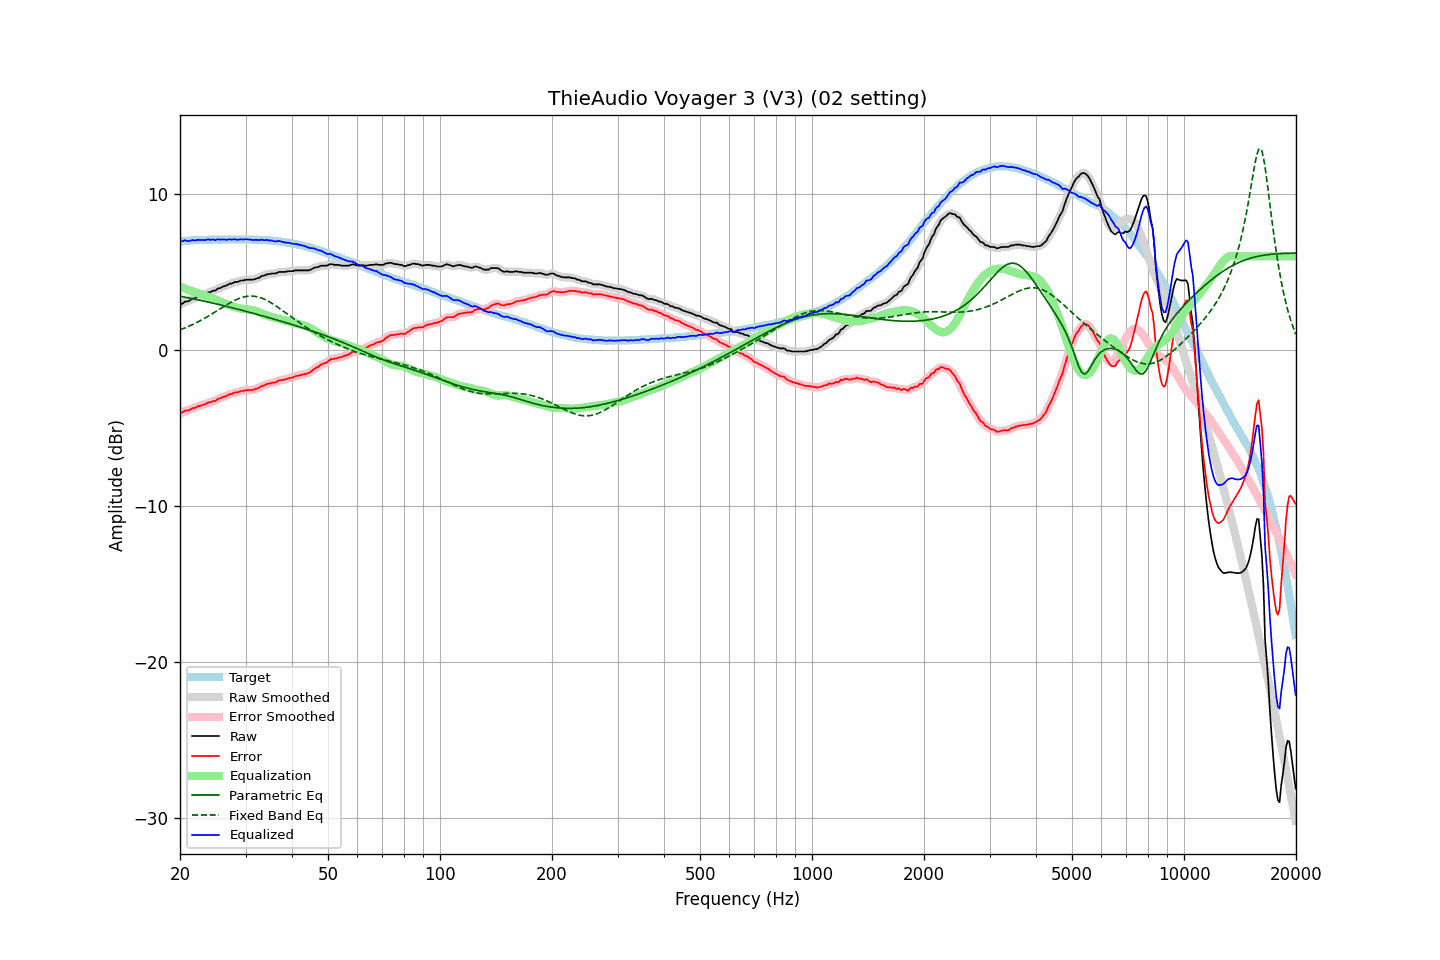 ThieAudio Voyager 3 (V3) (02 setting)
Amplitude (dBr)
10
0
−10
−20
−30
Target
Raw Smoothed
Error Smoothed
Raw
Error
Equalization
Parametric Eq
Fixed Band Eq
Equalized
20 50 100 200 500 1000 2000 5000 10000 20000
Frequency (Hz)